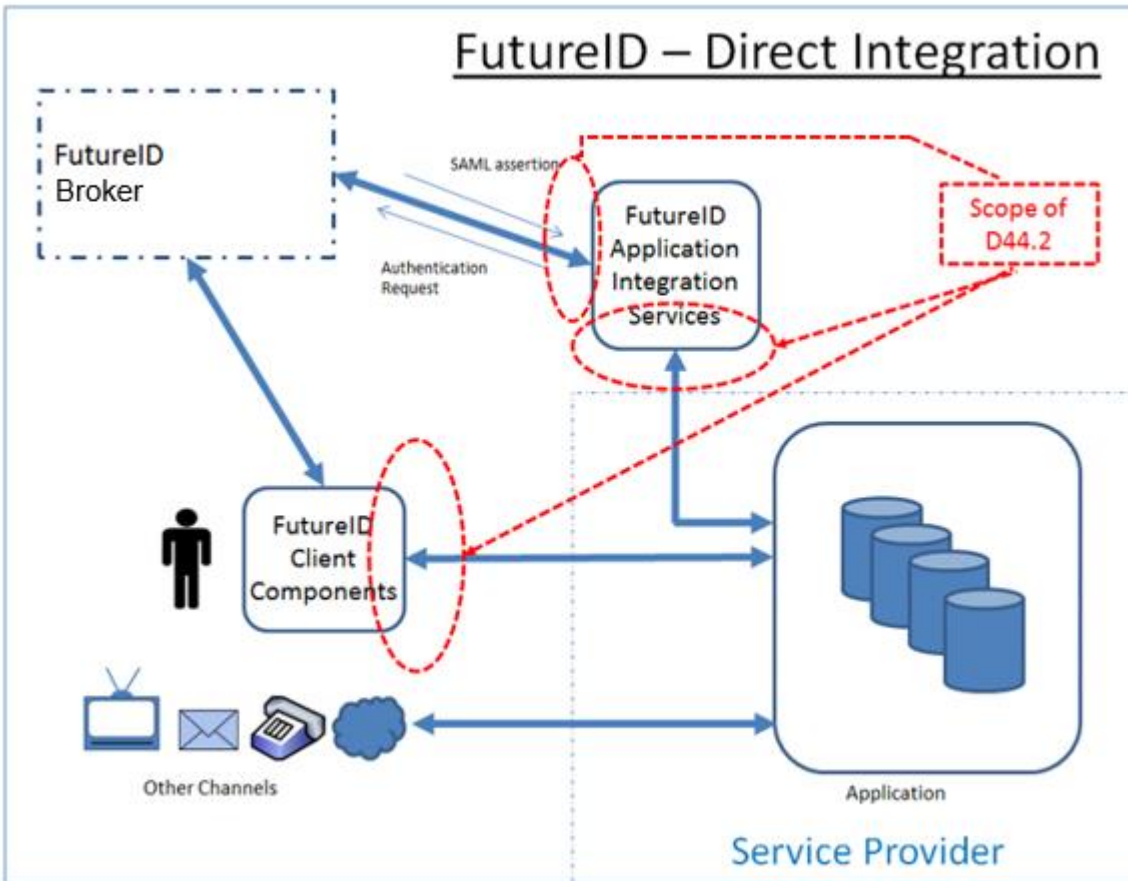 FutureID – Direct Integration
FutureID
Broker
SAML assertion
Authentication
Request
FutureID
Application
Integration
Services
Scope of
D44.2
FutureID
Client
Components
Other Channels
Application
Service Provider